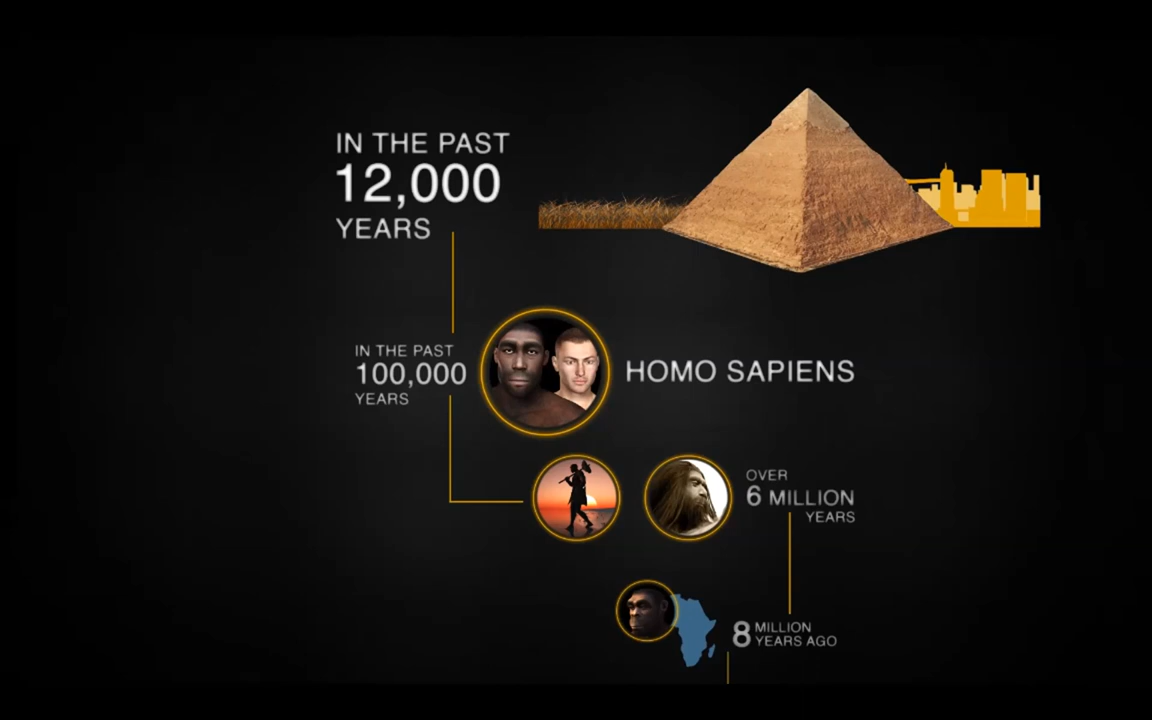 IN THE PAST
12,000
YEARS
IN THE PAST
100,000
YEARS
HOMO SAPIENS
OVER
6 MILLION
YEARS
8 MILLION
YEARS AGO